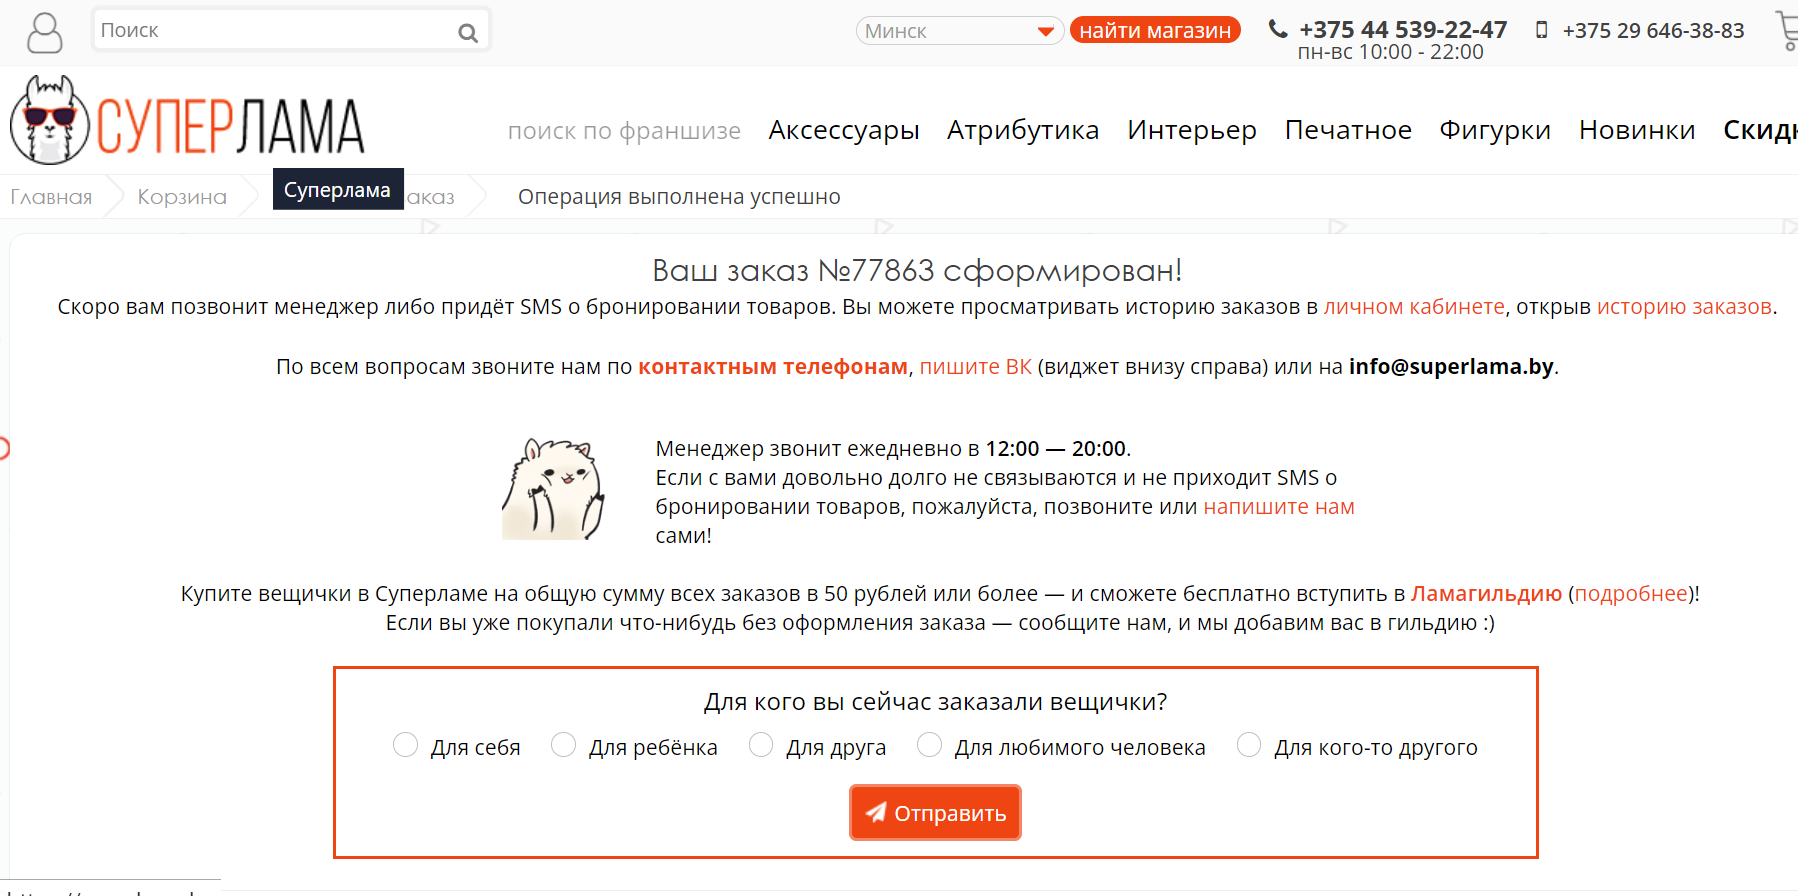 Поиск
Минск
найти магазин
+375 44 539-22-47
+375 29 646-38-83
пн-вс 10:00 - 22:00
СУПЕРЛАМА
поиск по франшизе Аксессуары Атрибутика Интерьер Печатное Фигурки Новинки
Главная Корзина Суперлама аказ Операция выполнена успешно
Ваш заказ №77863 сформирован!
Скоро вам позвонит менеджер либо придёт SMS о бронировании товаров. Вы можете просматривать историю заказов в личном кабинете, открыв историю заказов.
По всем вопросам звоните нам по контактным телефонам, пишите ВК (виджет внизу справа) или на info@superlama.by.
Менеджер звонит ежедневно в 12:00 — 20:00.
Если с вами довольно долго не связываются и не приходит SMS о
бронировании товаров, пожалуйста, позвоните или напишите нам
сами!
Купите вещички в Суперламе на общую сумму всех заказов в 50 рублей или более — и сможете бесплатно вступить в Ламагильдию (подробнее)!
Если вы уже покупали что-нибудь без оформления заказа — сообщите нам, и мы добавим вас в гильдию :)
Для кого вы сейчас заказали вещички?
Для себя Для ребёнка Для друга Для любимого человека Для кого-то другого
Отправить